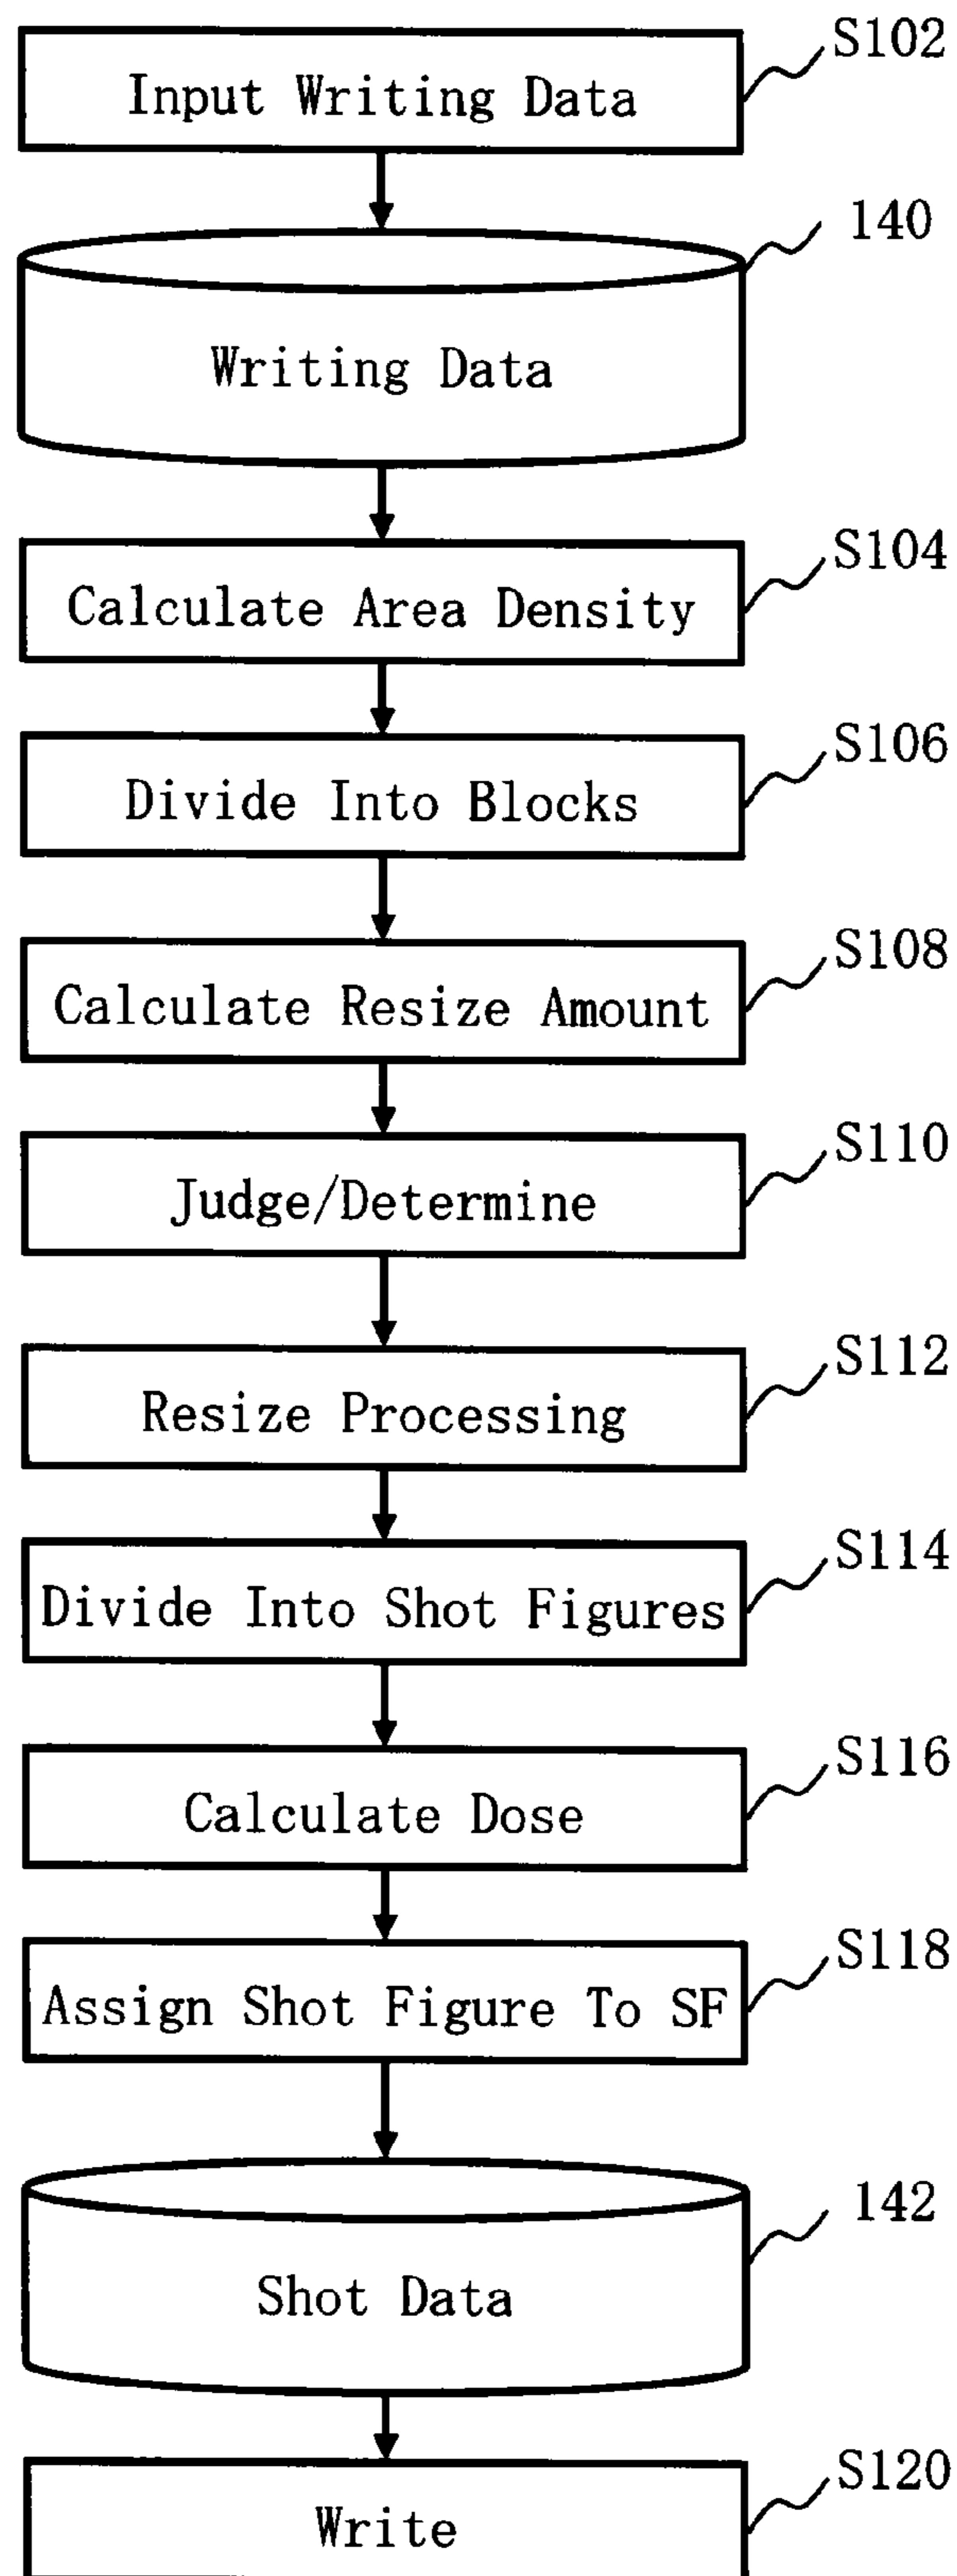 S102
Input Writing Data
140
Writing Data
S104
Calculate Area Density
S106
Divide Into Blocks
S108
Calculate Resize Amount
S110
Judge/Determine
S112
Resize Processing
S114
Divide Into Shot Figures
S116
Calculate Dose
S118
Assign Shot Figure To SF
142
Shot Data
S120
Write